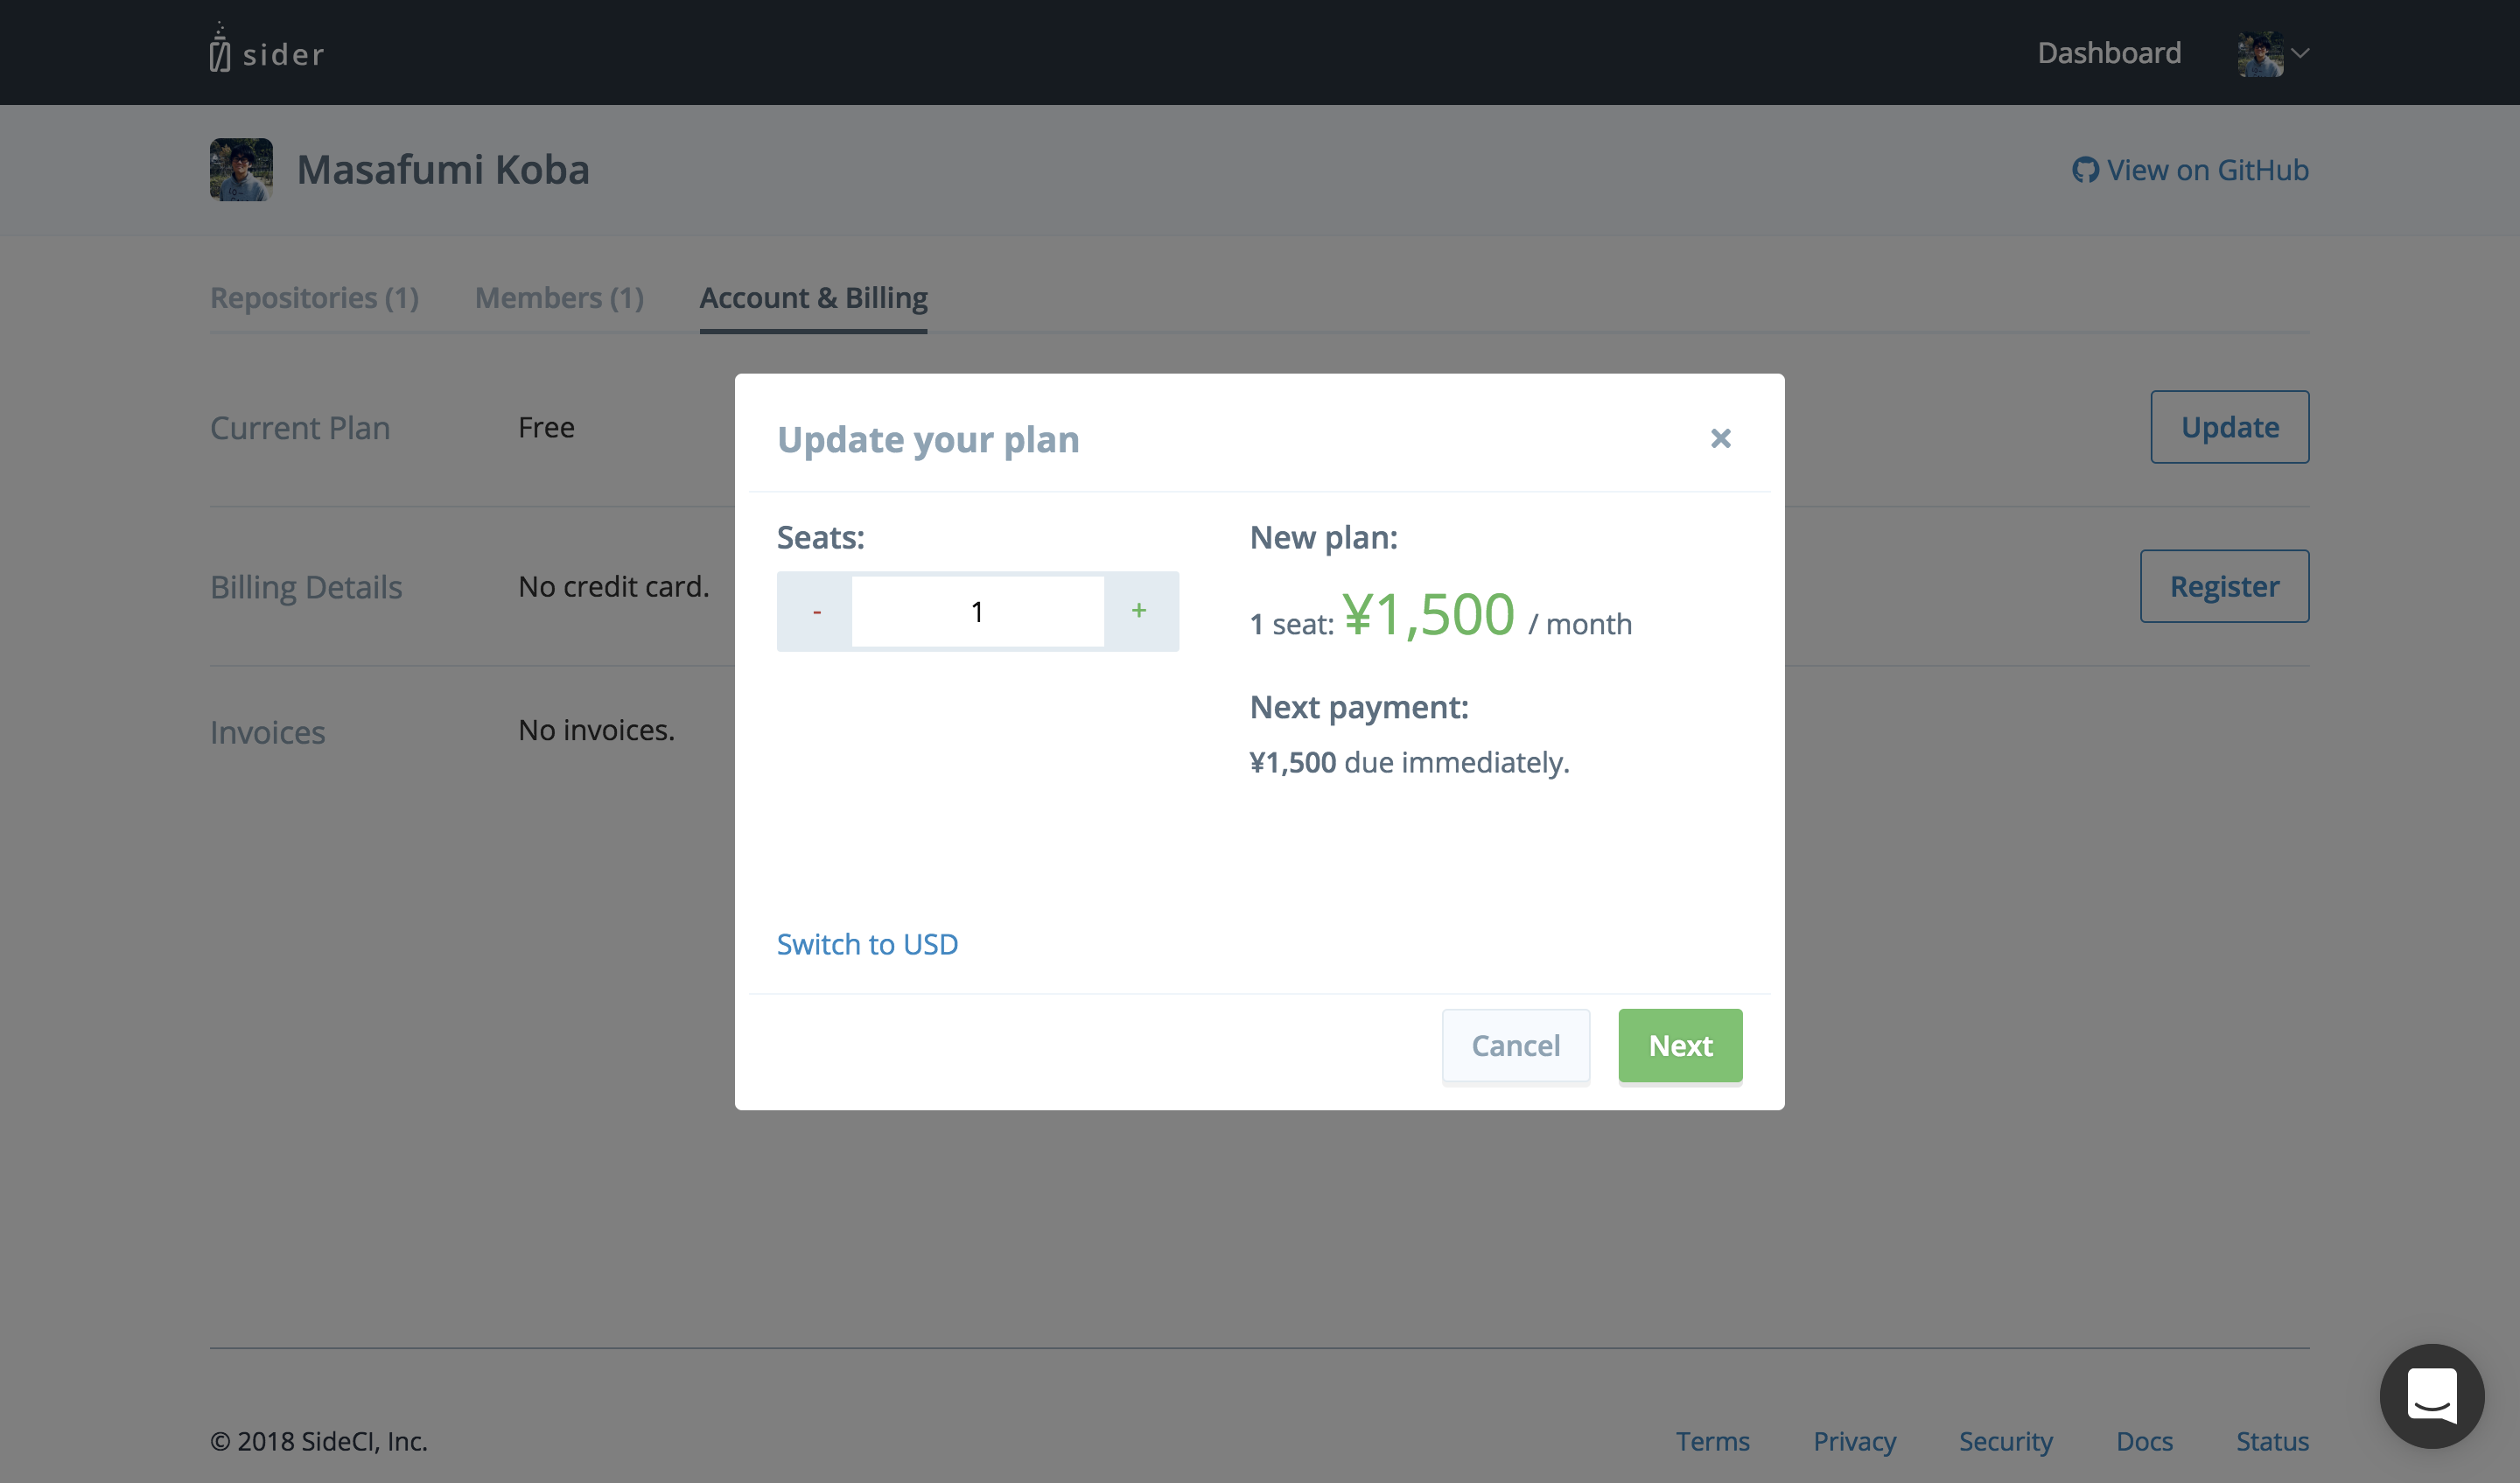 sider
Dashboard
Masafumi Koba
View on GitHub
Repositories (1)
Members (1)
Account & Billing
Current Plan
Free
Update
Billing Details
No credit card.
Register
Invoices
No invoices.
Update your plan
Seats:
- 1 +
New plan:
1 seat: ¥1,500 / month
Next payment:
¥1,500 due immediately.
Switch to USD
Cancel
Next
© 2018 SideCI, Inc.
Terms
Privacy
Security
Docs
Status